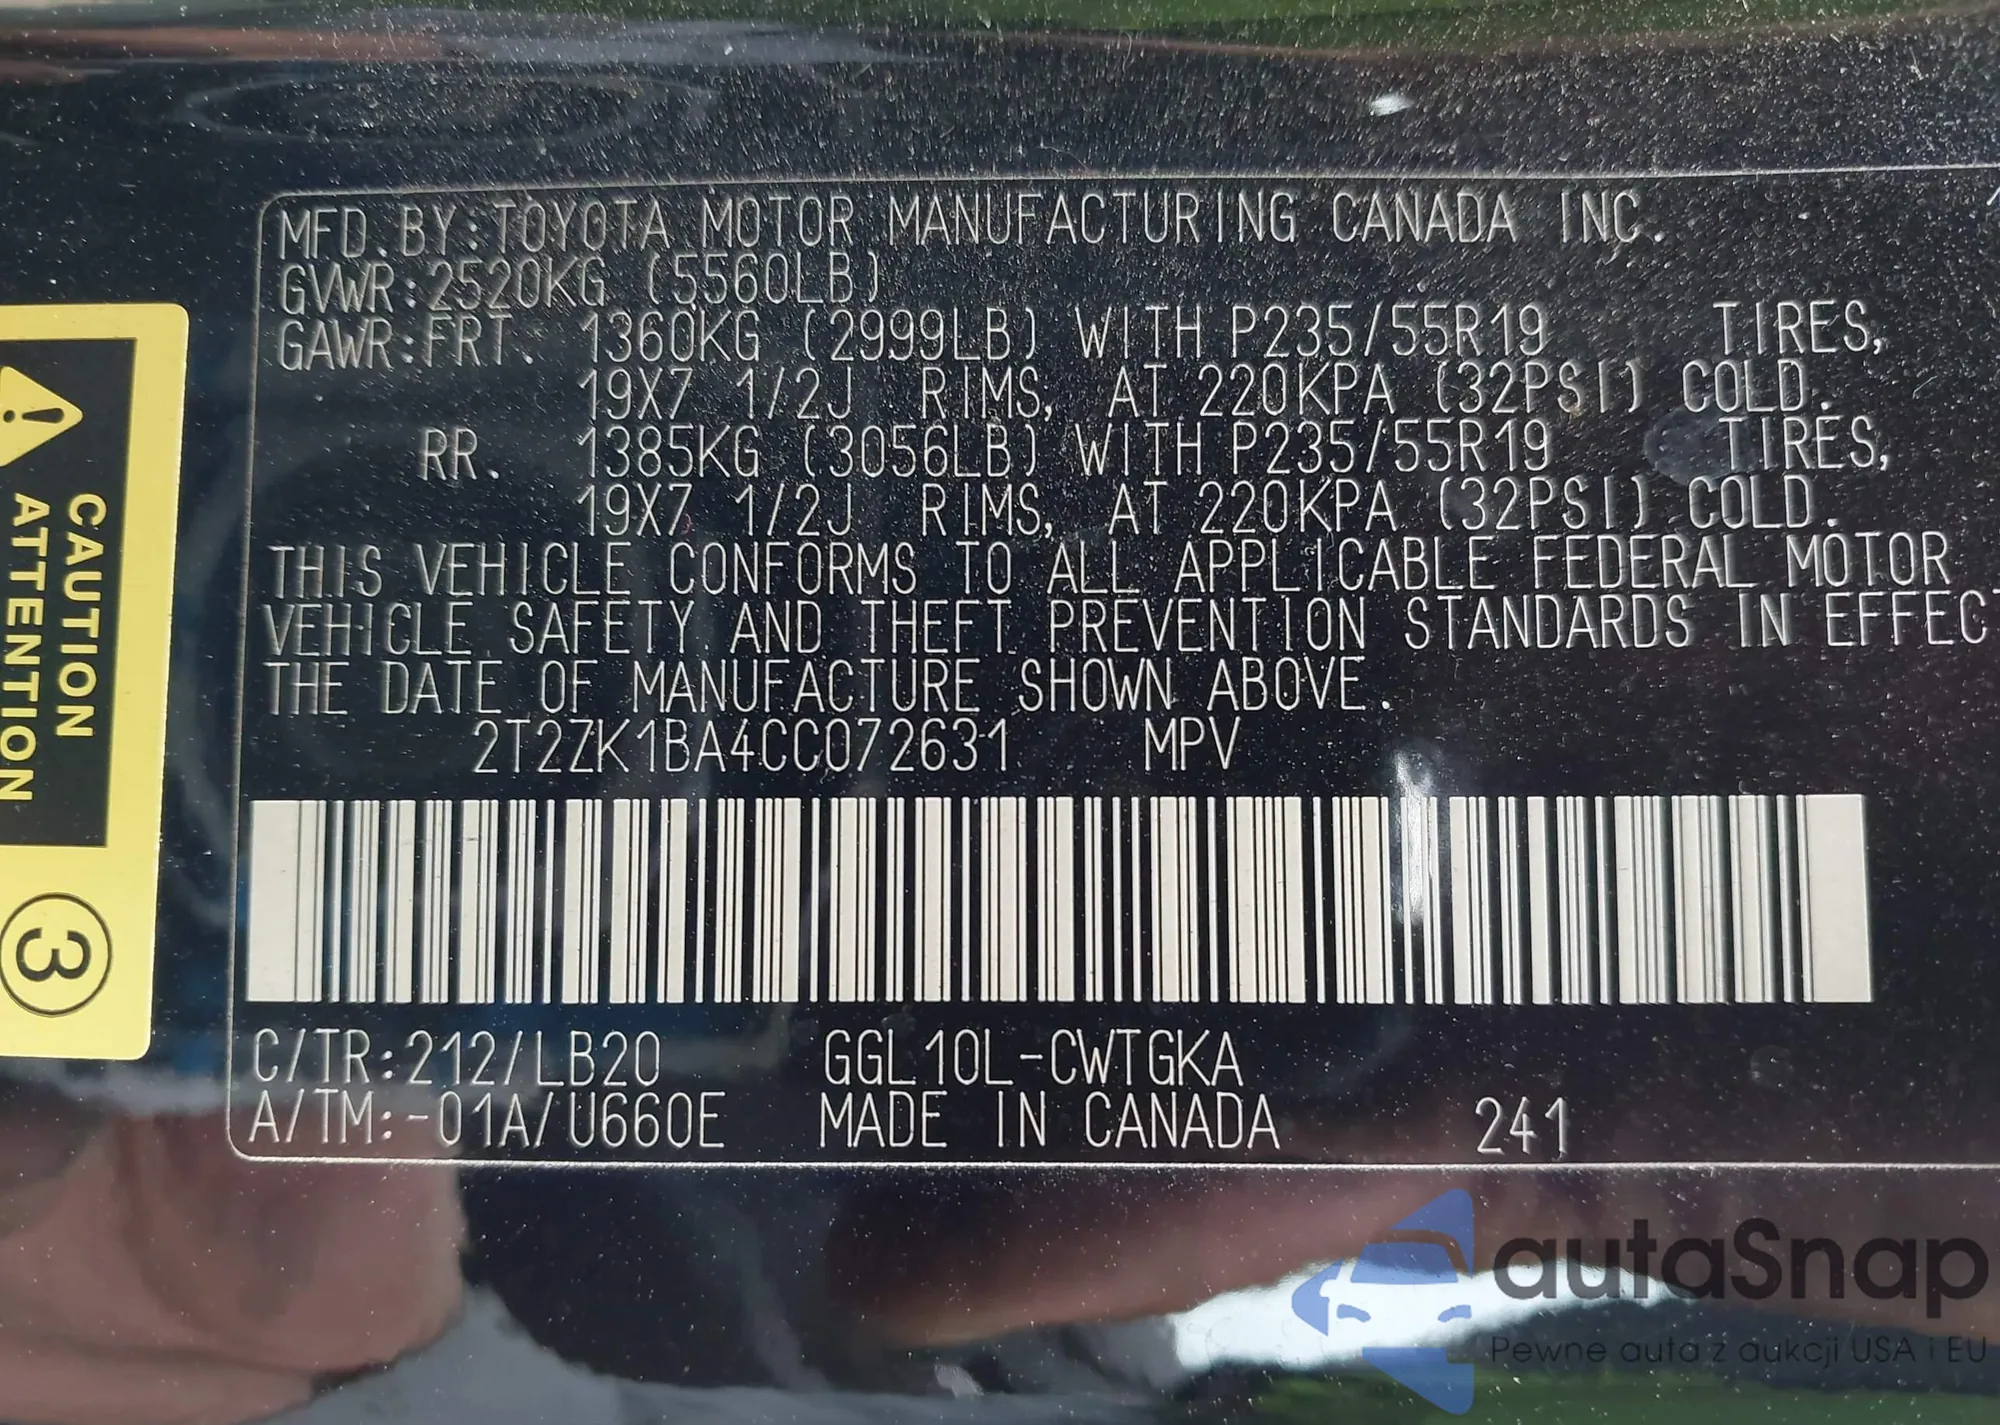 MFD.BY:TOYOTA MOTOR MANUFACTURING CANADA INC.
GVWR:2520KG (5560LB)
GAWR:FRT. 1360KG (2999LB) WITH P235/55R19 TIRES,
19X7 1/2J RIMS, AT 220KPA (32PSI) COLD.
RR. 1385KG (3056LB) WITH P235/55R19 TIRES,
19X7 1/2J RIMS, AT 220KPA (32PSI) COLD.
THIS VEHICLE CONFORMS TO ALL APPLICABLE FEDERAL MOTOR
VEHICLE SAFETY AND THEFT PREVENTION STANDARDS IN EFFECT
THE DATE OF MANUFACTURE SHOWN ABOVE.
2T2ZK1BA4CC072631 MPV
C/TR:212/LB20 GGL10L-CWTGKA
A/TM:-01A/U660E MADE IN CANADA 241
CAUTION
ATTENTION
3
autaSnap
Pewne auta z aukcji USA i EU